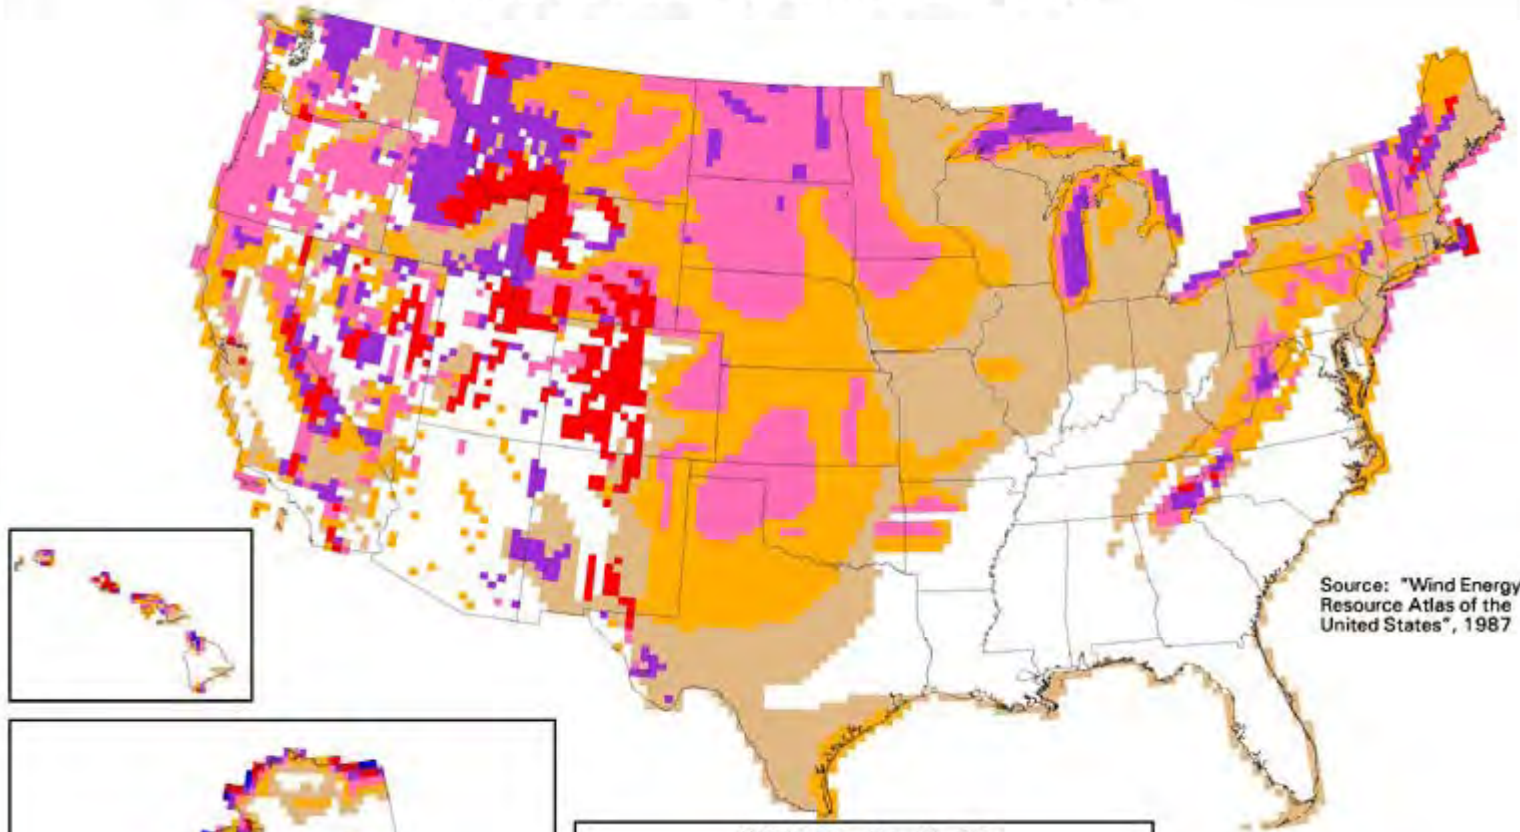 Source: "Wind Energy
Resource Atlas of the
United States", 1987